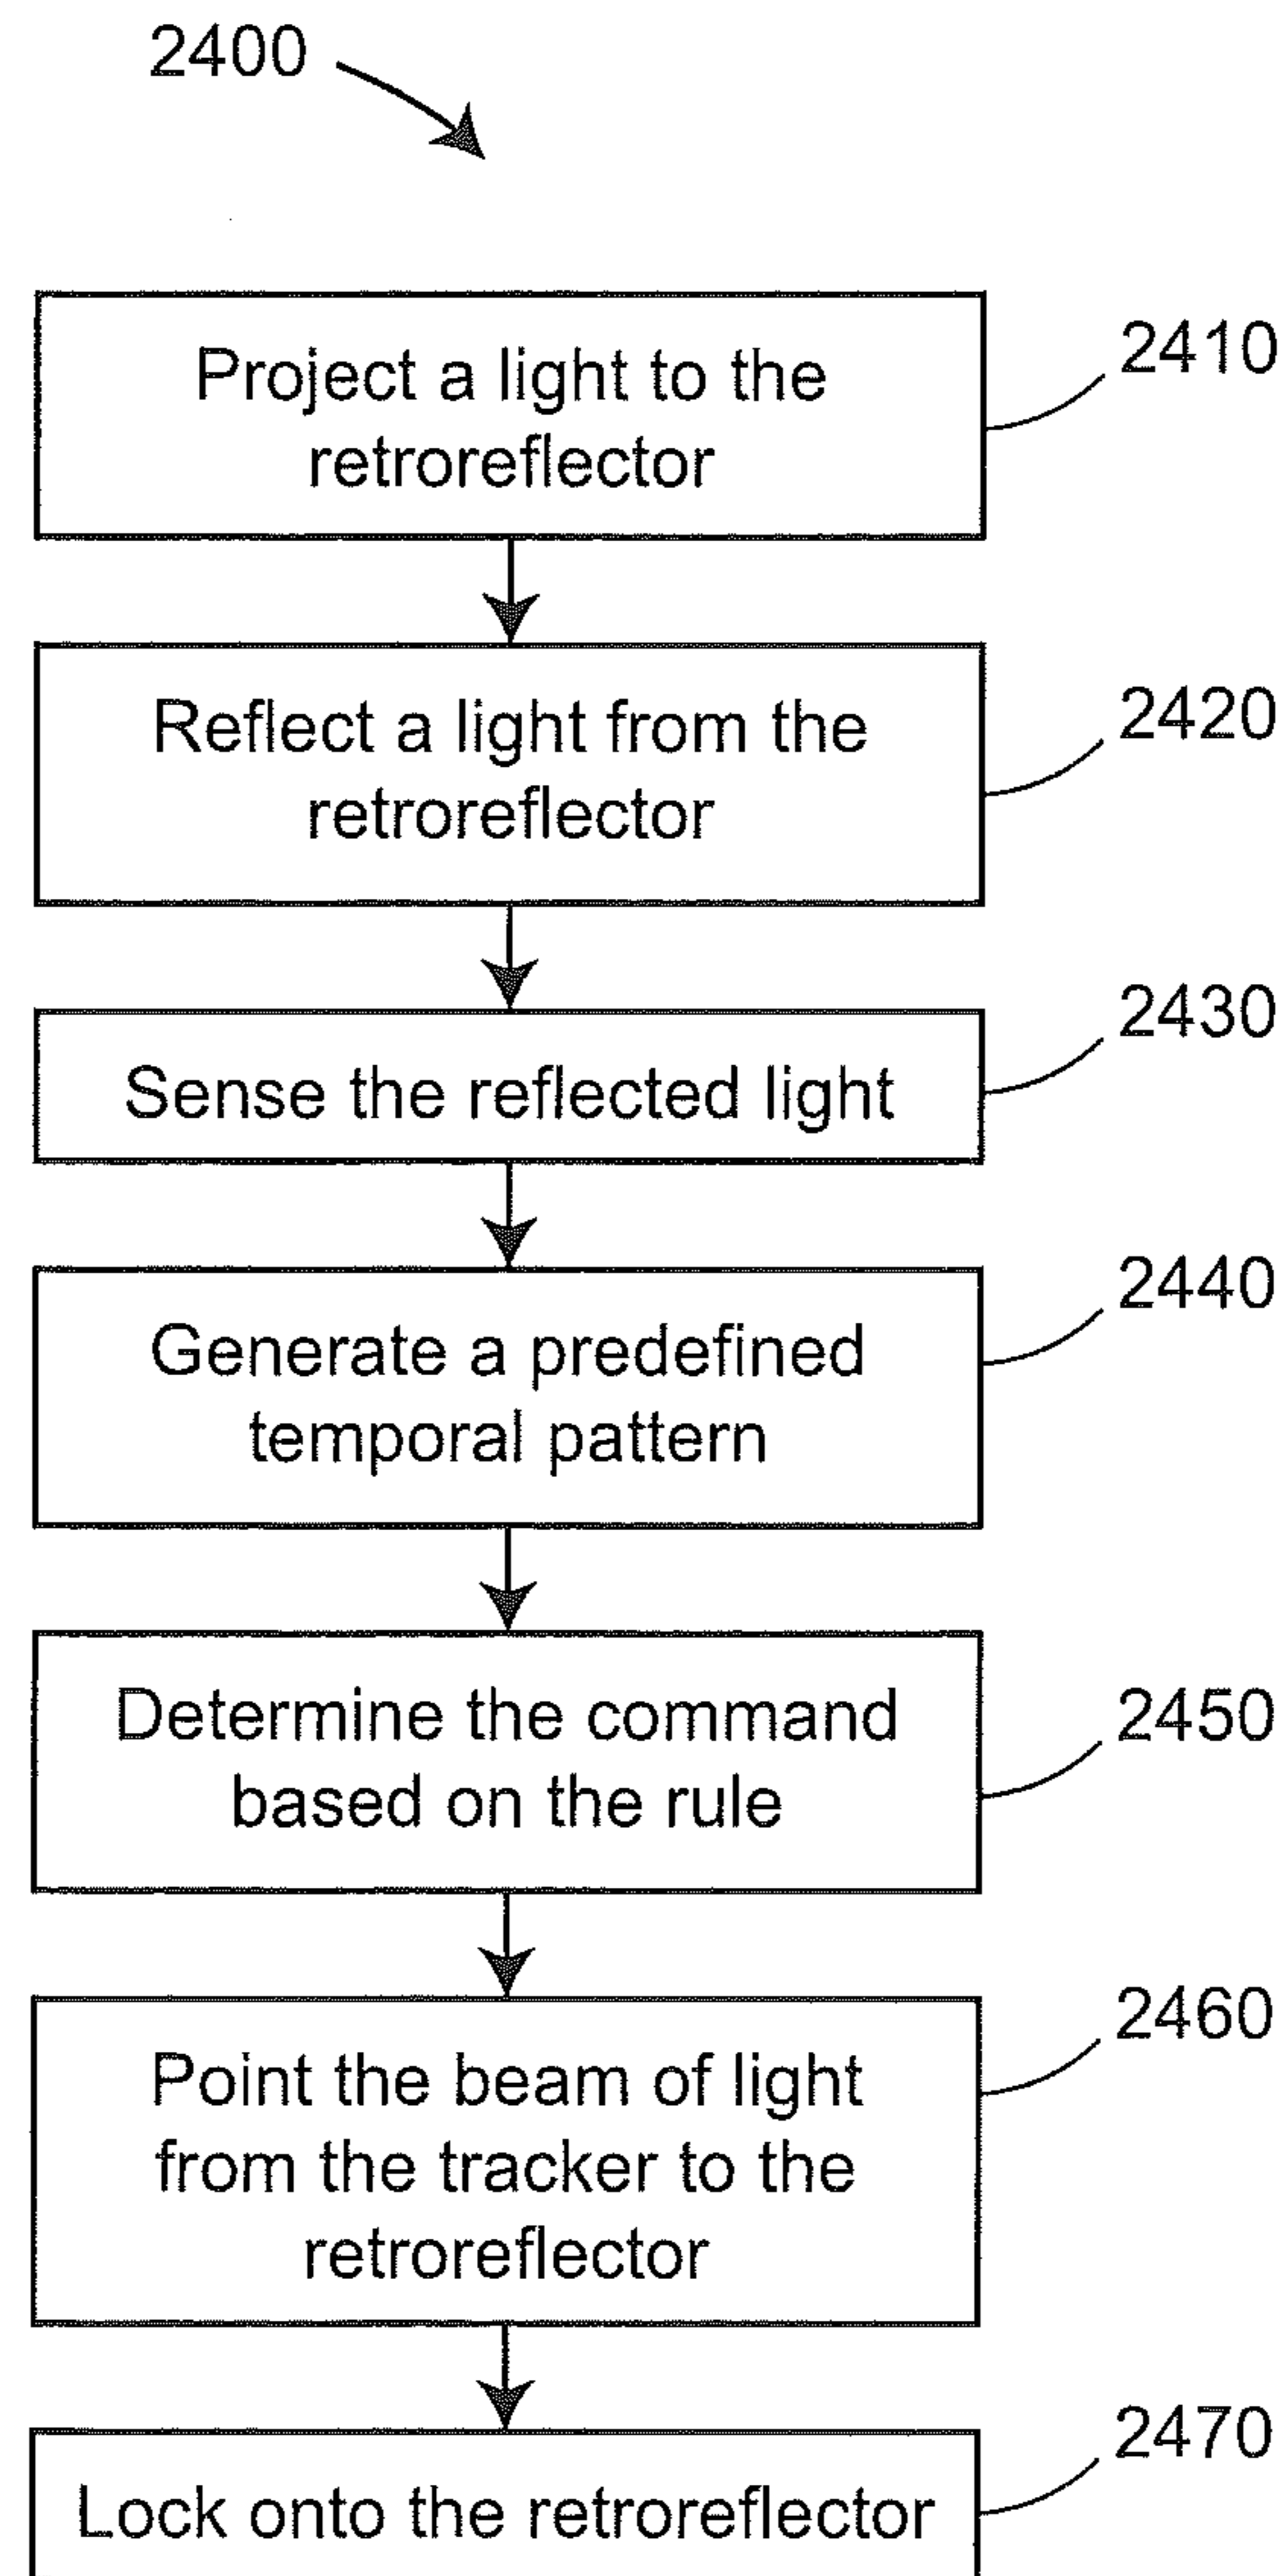 2400
Project a light to the
retroreflector
2410
Reflect a light from the
retroreflector
2420
Sense the reflected light
2430
Generate a predefined
temporal pattern
2440
Determine the command
based on the rule
2450
Point the beam of light
from the tracker to the
retroreflector
2460
Lock onto the retroreflector
2470